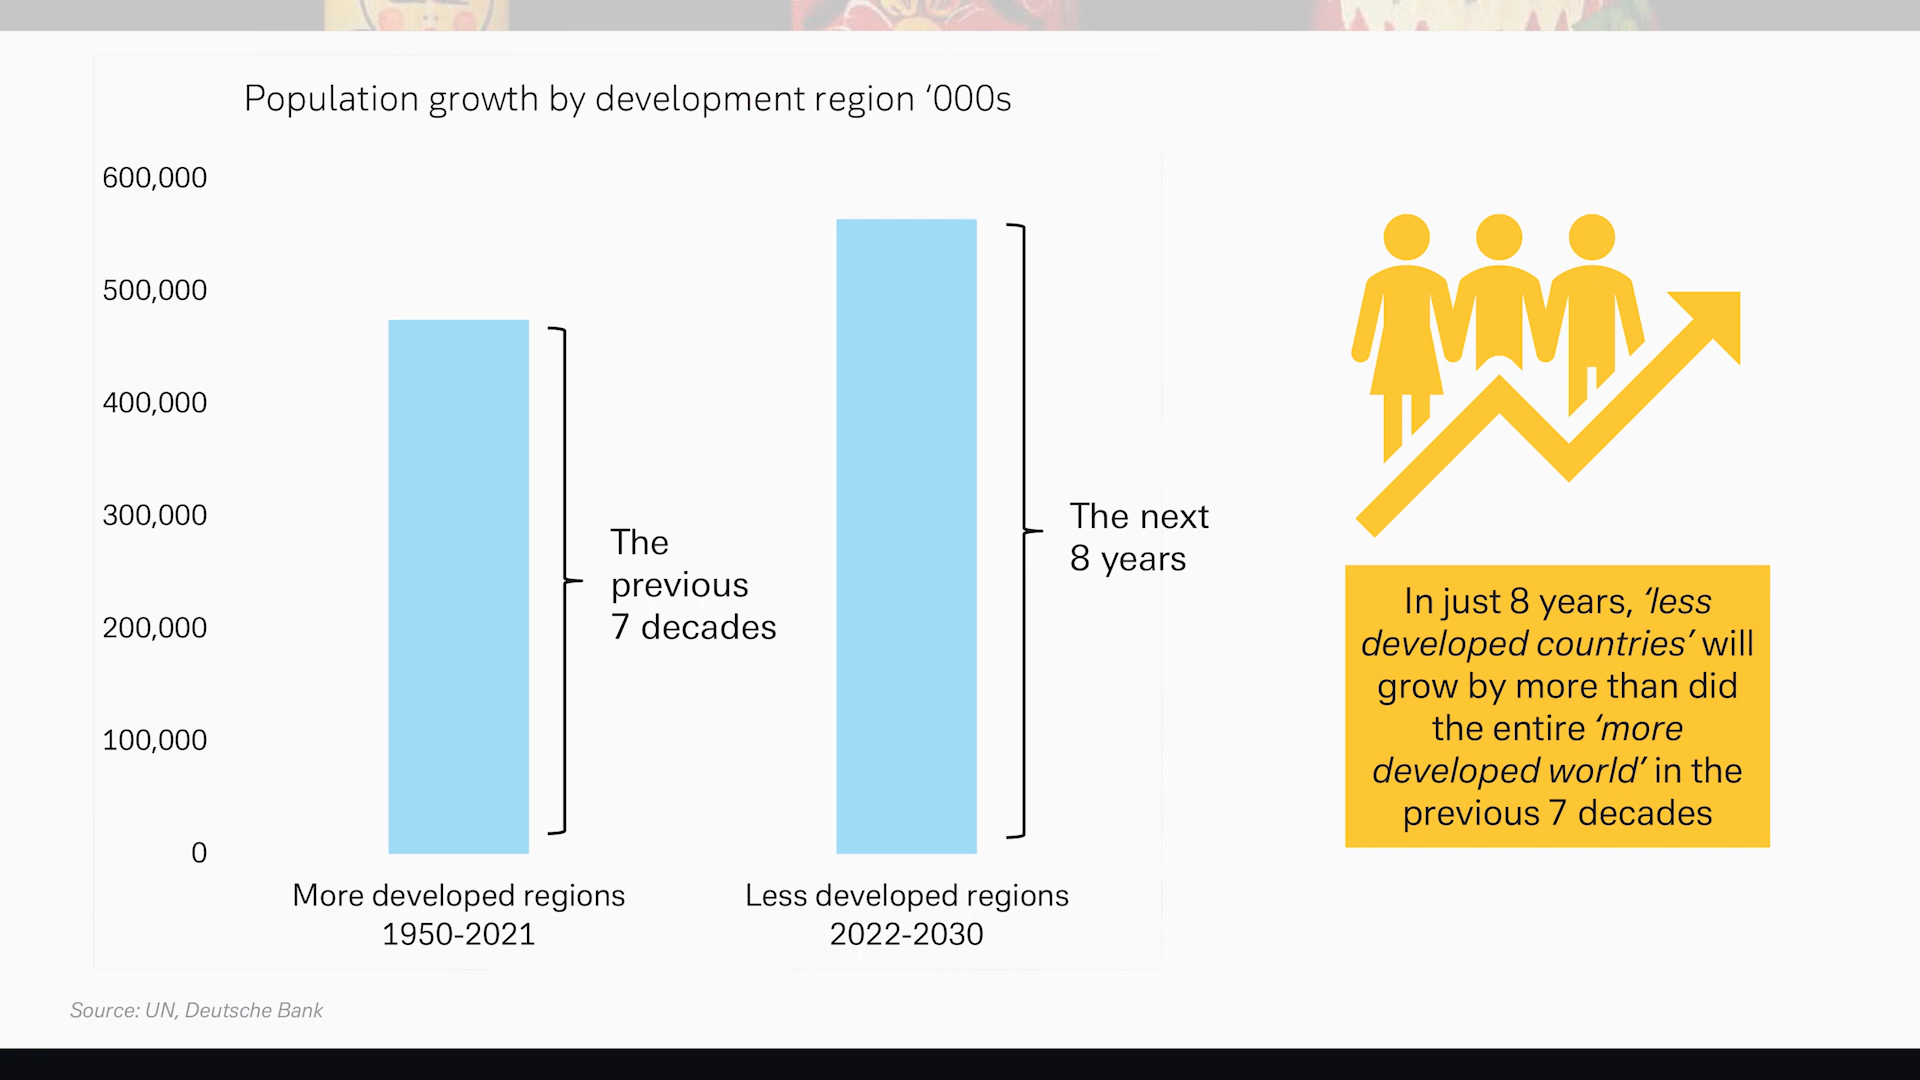 Population growth by development region ‘000s
600,000
500,000
400,000
300,000
200,000
100,000
0
The
previous
7 decades
The next
8 years
More developed regions
1950-2021
Less developed regions
2022-2030
In just 8 years, ‘less
developed countries’ will
grow by more than did
the entire ‘more
developed world’ in the
previous 7 decades
Source: UN, Deutsche Bank